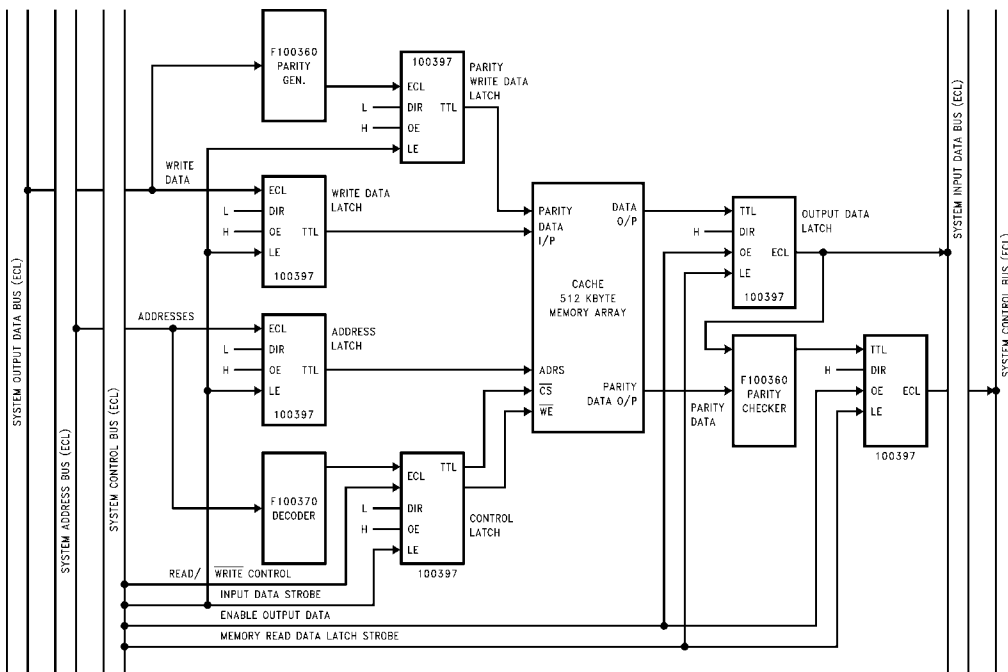 F100360
PARITY
GEN.
100397
ECL
DIR
TTL
OE
LE
L
H
PARITY
WRITE DATA
LATCH
WRITE
DATA
ECL
DIR
OE
TTL
LE
100397
L
H
WRITE DATA
LATCH
ADDRESSES
ECL
DIR
OE
TTL
LE
100397
L
H
ADDRESS
LATCH
F100370
DECODER
TTL
ECL
DIR
OE
LE
100397
L
H
CONTROL
LATCH
PARITY
DATA
I/P
DATA
O/P
CACHE
512 KBYTE
MEMORY ARRAY
ADRS
CS
WE
PARITY
DATA O/P
TTL
DIR
OE
ECL
LE
100397
H
OUTPUT DATA
LATCH
PARITY
DATA
F100360
PARITY
CHECKER
TTL
DIR
OE
ECL
LE
100397
H
READ/ WRITE CONTROL
INPUT DATA STROBE
ENABLE OUTPUT DATA
MEMORY READ DATA LATCH STROBE
SYSTEM OUTPUT DATA BUS (ECL)
SYSTEM ADDRESS BUS (ECL)
SYSTEM CONTROL BUS (ECL)
SYSTEM INPUT DATA BUS (ECL)
SYSTEM CONTROL BUS (ECL)